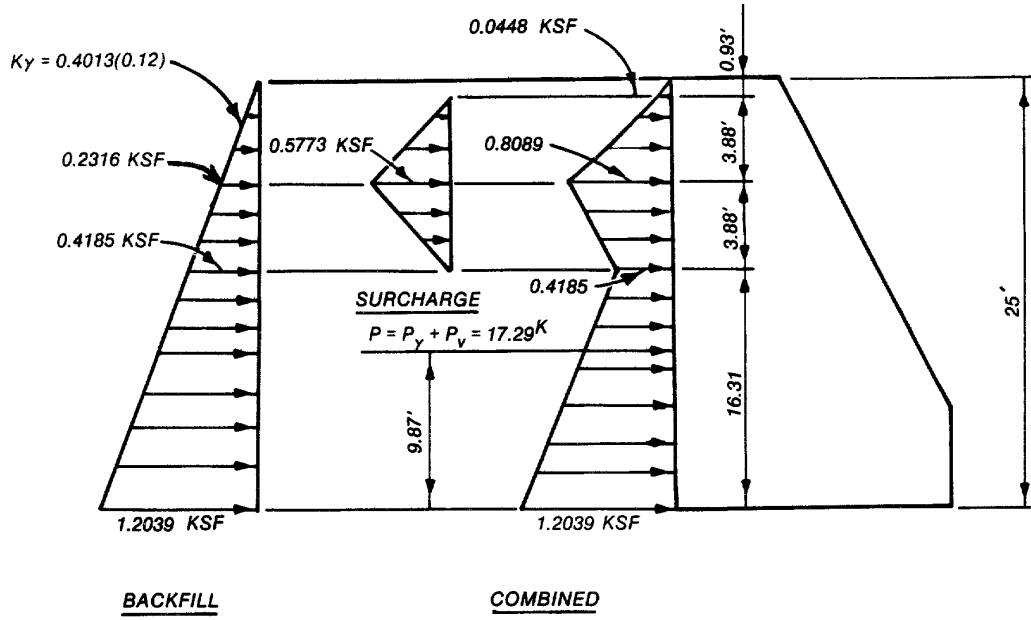 0.0448 KSF
0.93'
Kγ = 0.4013(0.12)
0.5773 KSF
0.8089
3.88'
0.2316 KSF
3.88'
0.4185 KSF
0.4185
SURCHARGE
25'
P = Pγ + Pv = 17.29K
16.31
9.87'
1.2039 KSF
1.2039 KSF
BACKFILL
COMBINED